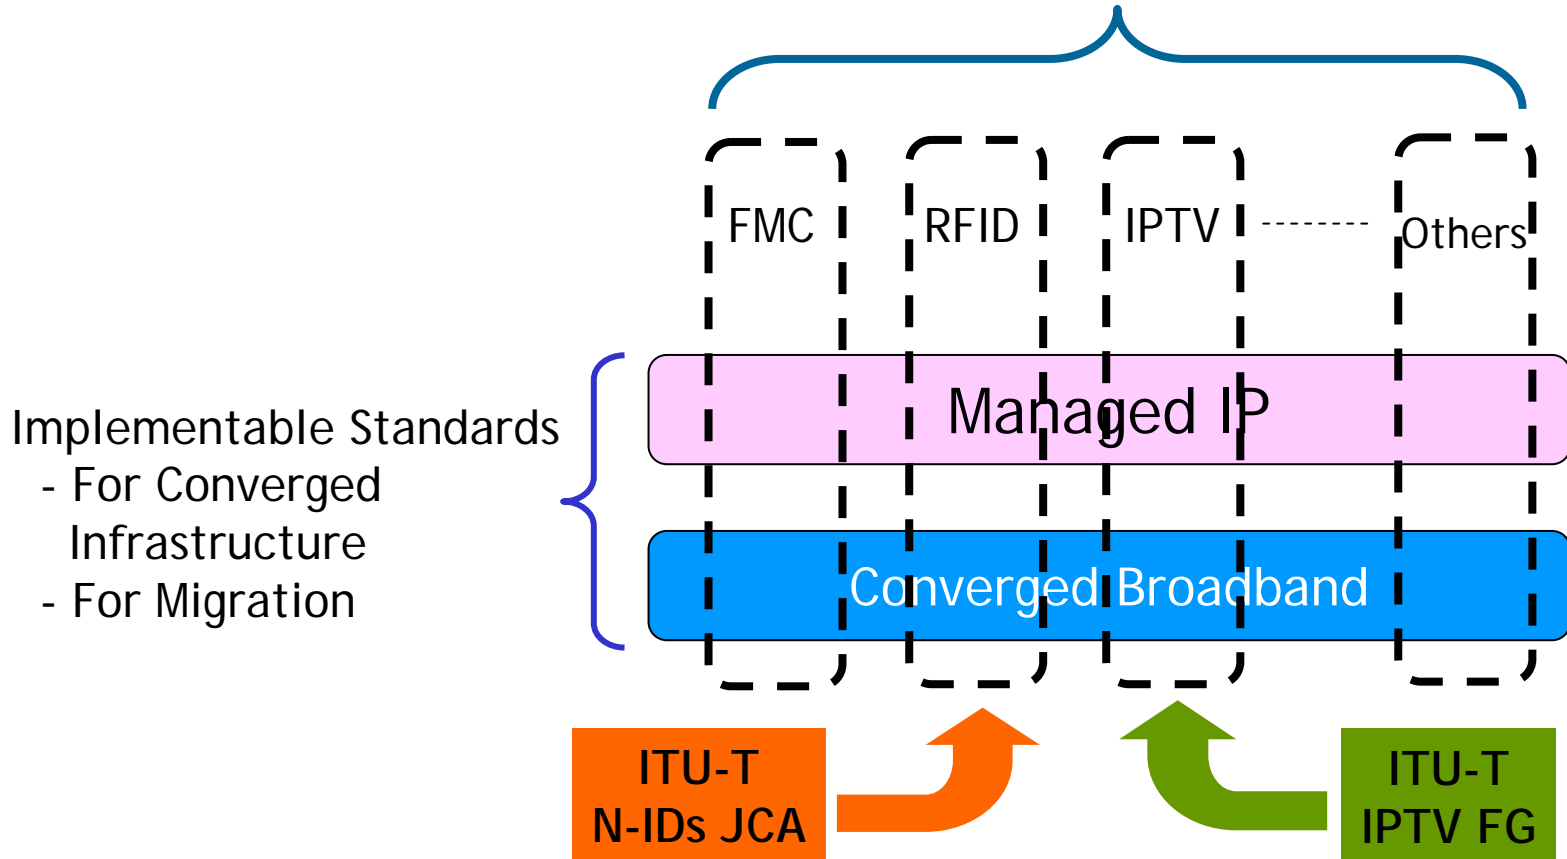 FMC
RFID
IPTV
Others
Managed IP
Implementable Standards
- For Converged
Infrastructure
- For Migration
Converged Broadband
ITU-T
N-IDs JCA
ITU-T
IPTV FG